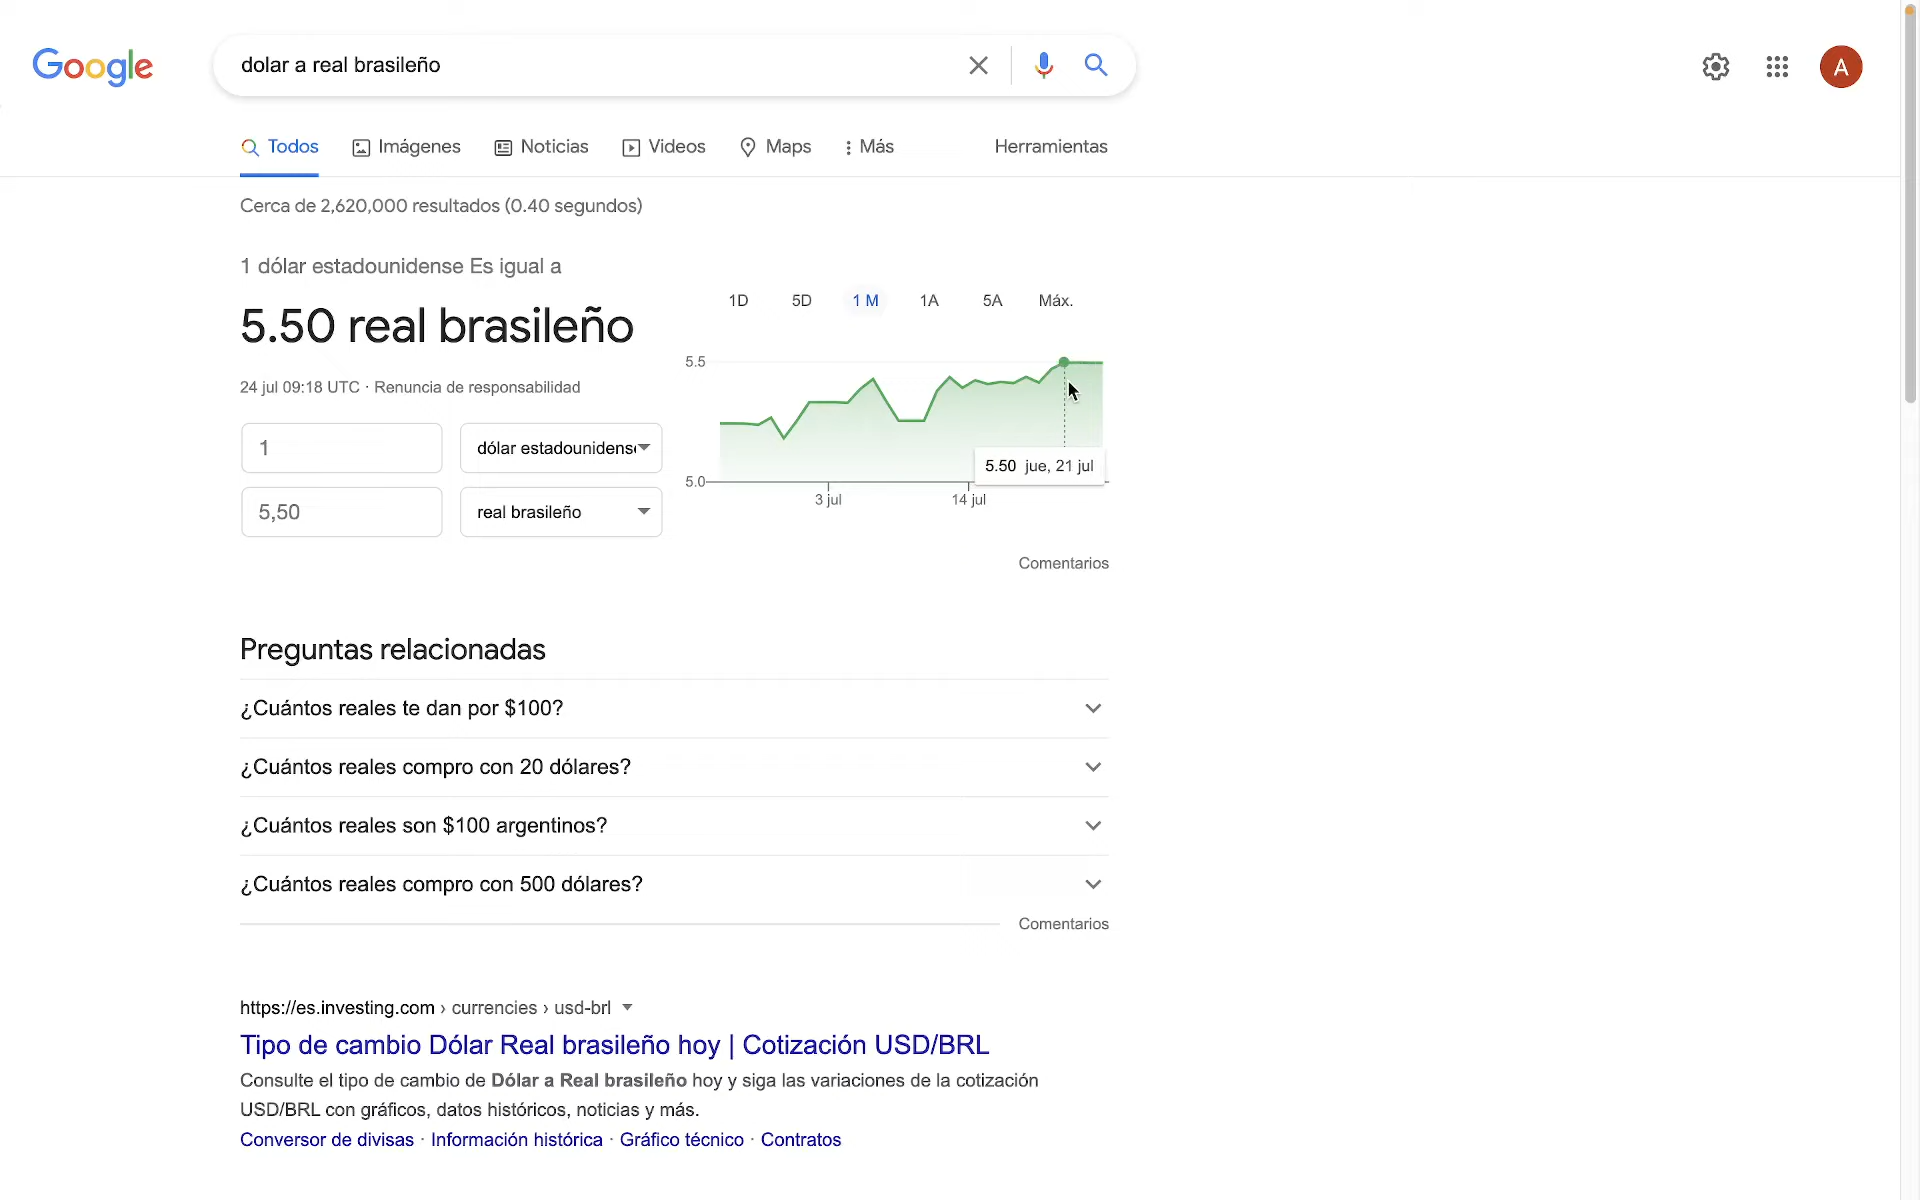 Google
dolar a real brasileño
A
Todos
Imágenes
Noticias
Videos
Maps
Más
Herramientas
Cerca de 2,620,000 resultados (0.40 segundos)
1 dólar estadounidense Es igual a
5.50 real brasileño
24 jul 09:18 UTC · Renuncia de responsabilidad
1
dólar estadounidens
5,50
real brasileño
1D 5D 1 M 1A 5A Máx.
5.5
5.50 jue, 21 jul
5.0
3 jul 14 jul
Comentarios
Preguntas relacionadas
¿Cuántos reales te dan por $100?
¿Cuántos reales compro con 20 dólares?
¿Cuántos reales son $100 argentinos?
¿Cuántos reales compro con 500 dólares?
Comentarios
https://es.investing.com › currencies › usd-brl
Tipo de cambio Dólar Real brasileño hoy | Cotización USD/BRL
Consulte el tipo de cambio de Dólar a Real brasileño hoy y siga las variaciones de la cotización
USD/BRL con gráficos, datos históricos, noticias y más.
Conversor de divisas · Información histórica · Gráfico técnico · Contratos